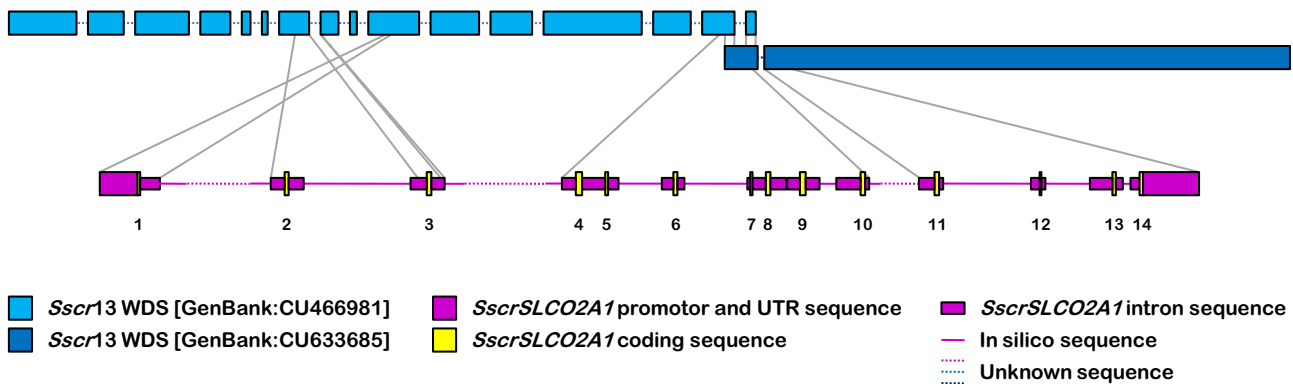 1 2 3 4 5 6 7 8 9 10 11 12 13 14
Sscr13 WDS [GenBank:CU466981]
Sscr13 WDS [GenBank:CU633685]
SscrSLCO2A1 promotor and UTR sequence
SscrSLCO2A1 coding sequence
SscrSLCO2A1 intron sequence
In silico sequence
Unknown sequence